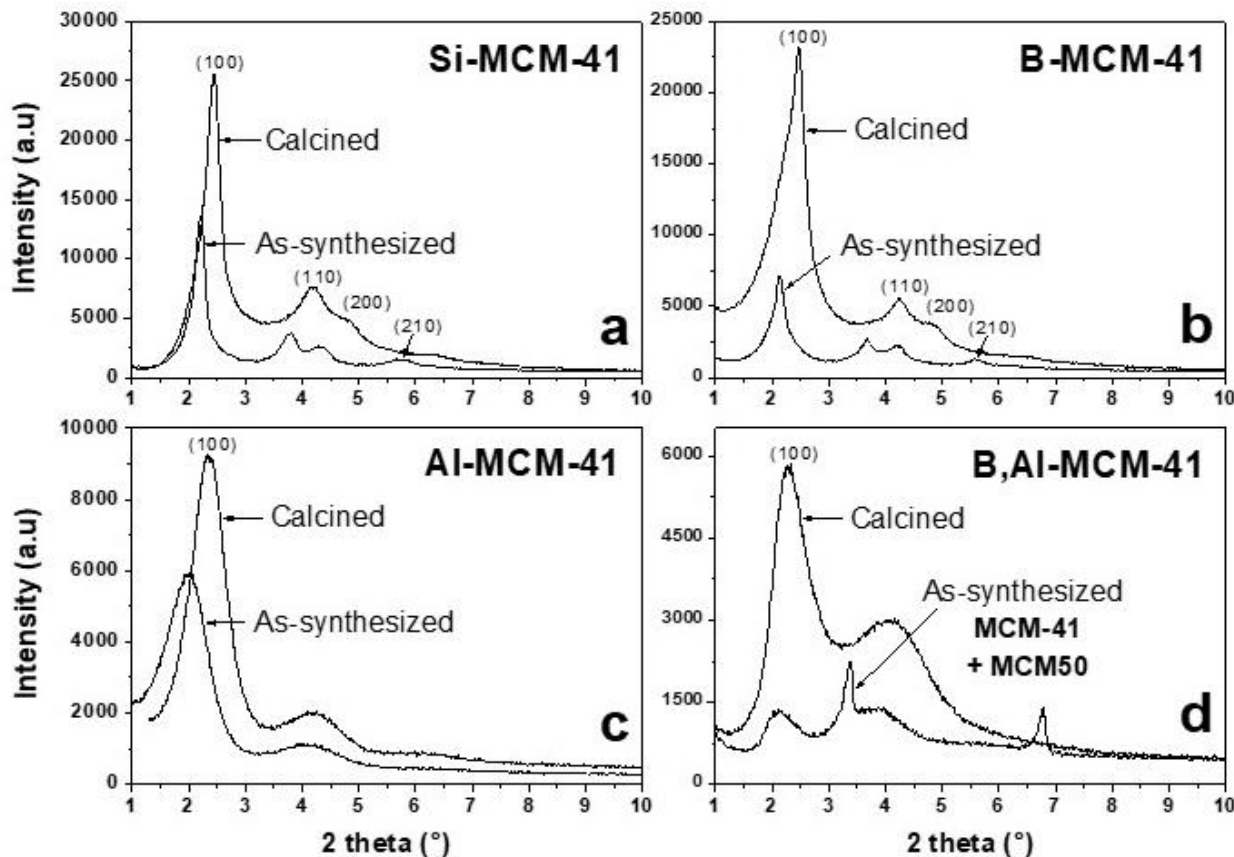 Intensity (a.u)
30000
25000
20000
15000
10000
5000
0
(100)
Si-MCM-41
Calcined
As-synthesized
(110)
(200)
(210)
a
1 2 3 4 5 6 7 8 9 10
25000
20000
15000
10000
5000
0
(100)
B-MCM-41
Calcined
As-synthesized
(110)
(200)
(210)
b
1 2 3 4 5 6 7 8 9 10
Intensity (a.u)
10000
8000
6000
4000
2000
0
(100)
Al-MCM-41
Calcined
As-synthesized
c
1 2 3 4 5 6 7 8 9 10
2 theta (°)
6000
4500
3000
1500
0
(100)
B,Al-MCM-41
Calcined
As-synthesized
MCM-41
+ MCM50
d
1 2 3 4 5 6 7 8 9 10
2 theta (°)